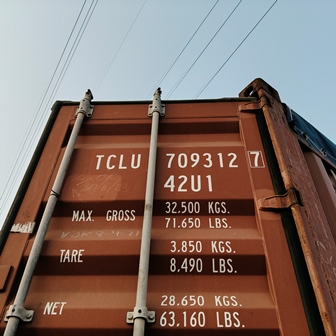 TCLU 709312 7
42U1
MAX. GROSS 32,500 KGS.
71.650 LBS.
TARE 3.850 KGS.
8.490 LBS.
NET 28.650 KGS.
63,160 LBS.